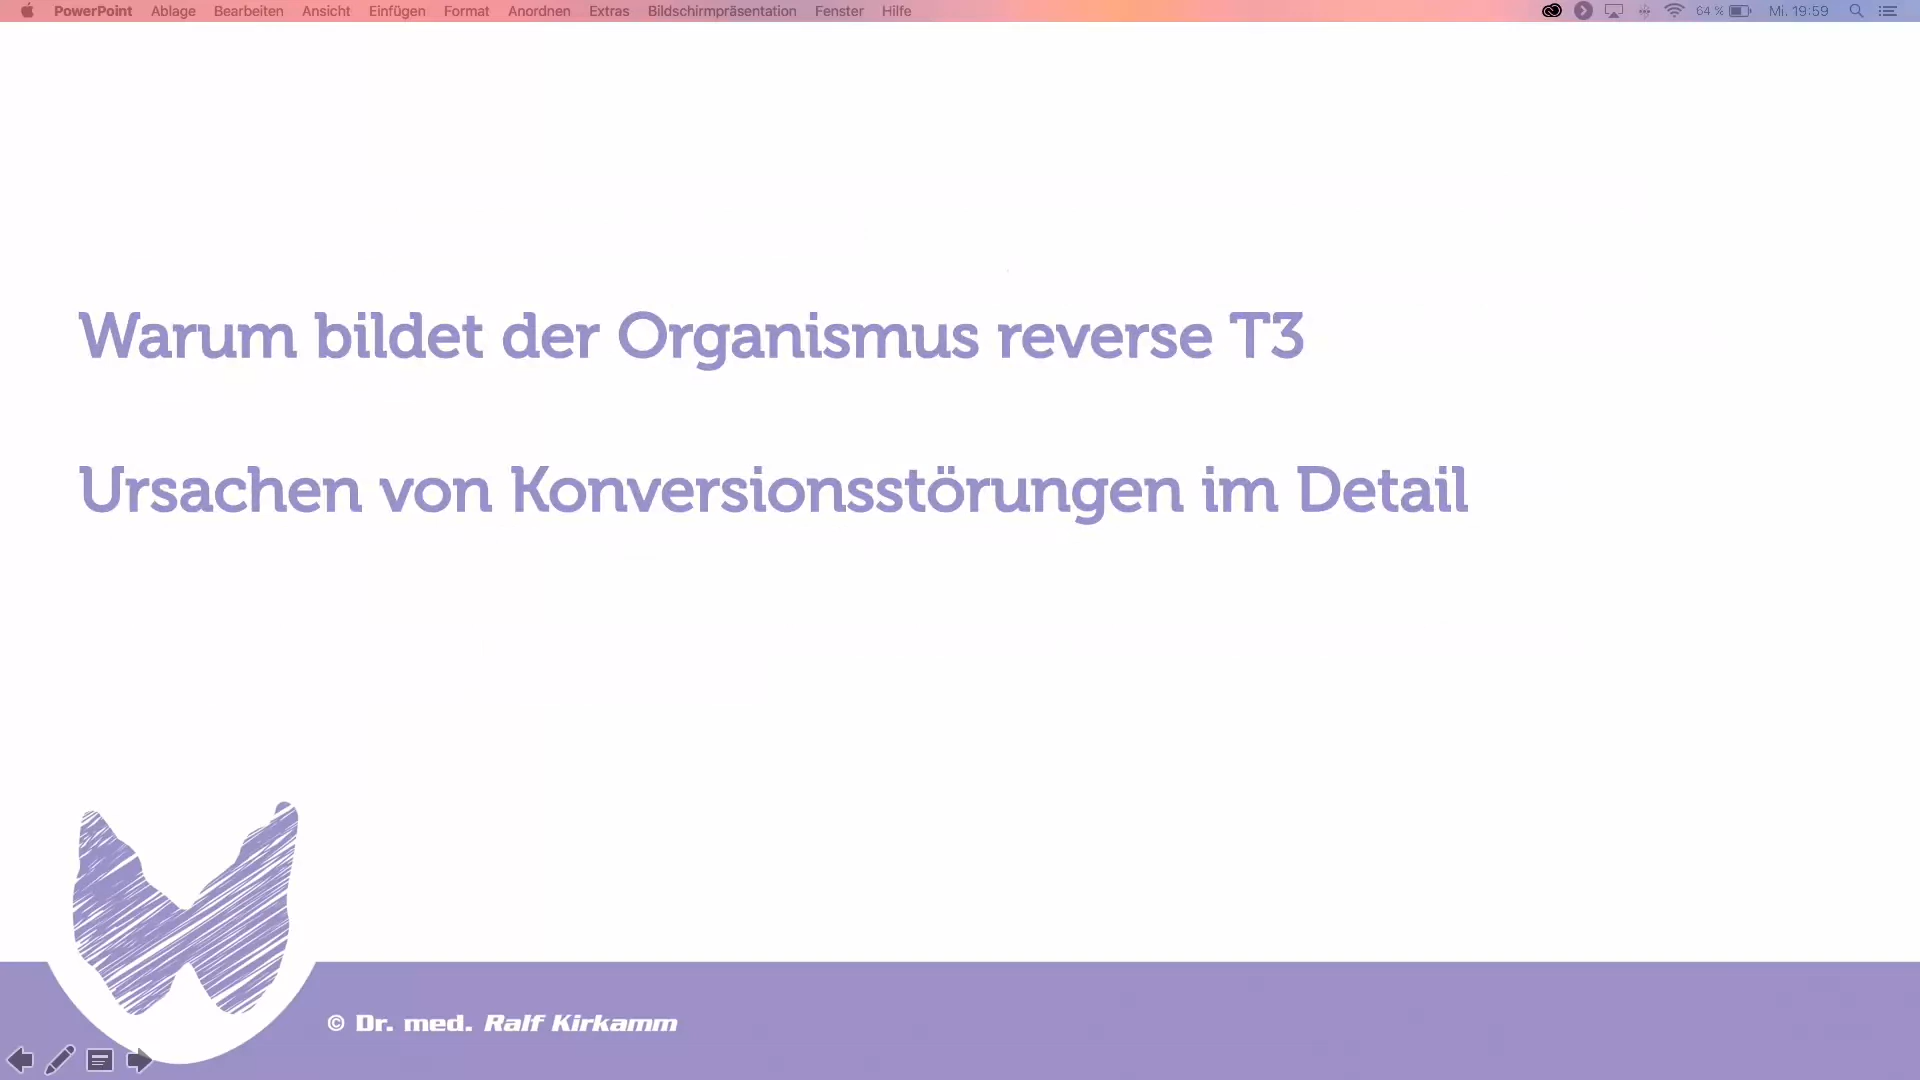 PowerPoint Ablage Bearbeiten Ansicht Einfügen Format Anordnen Extras Bildschirmpräsentation Fenster Hilfe 64 % Mi. 19:59
Warum bildet der Organismus reverse T3
Ursachen von Konversionsstörungen im Detail
© Dr. med. Ralf Kirkamm